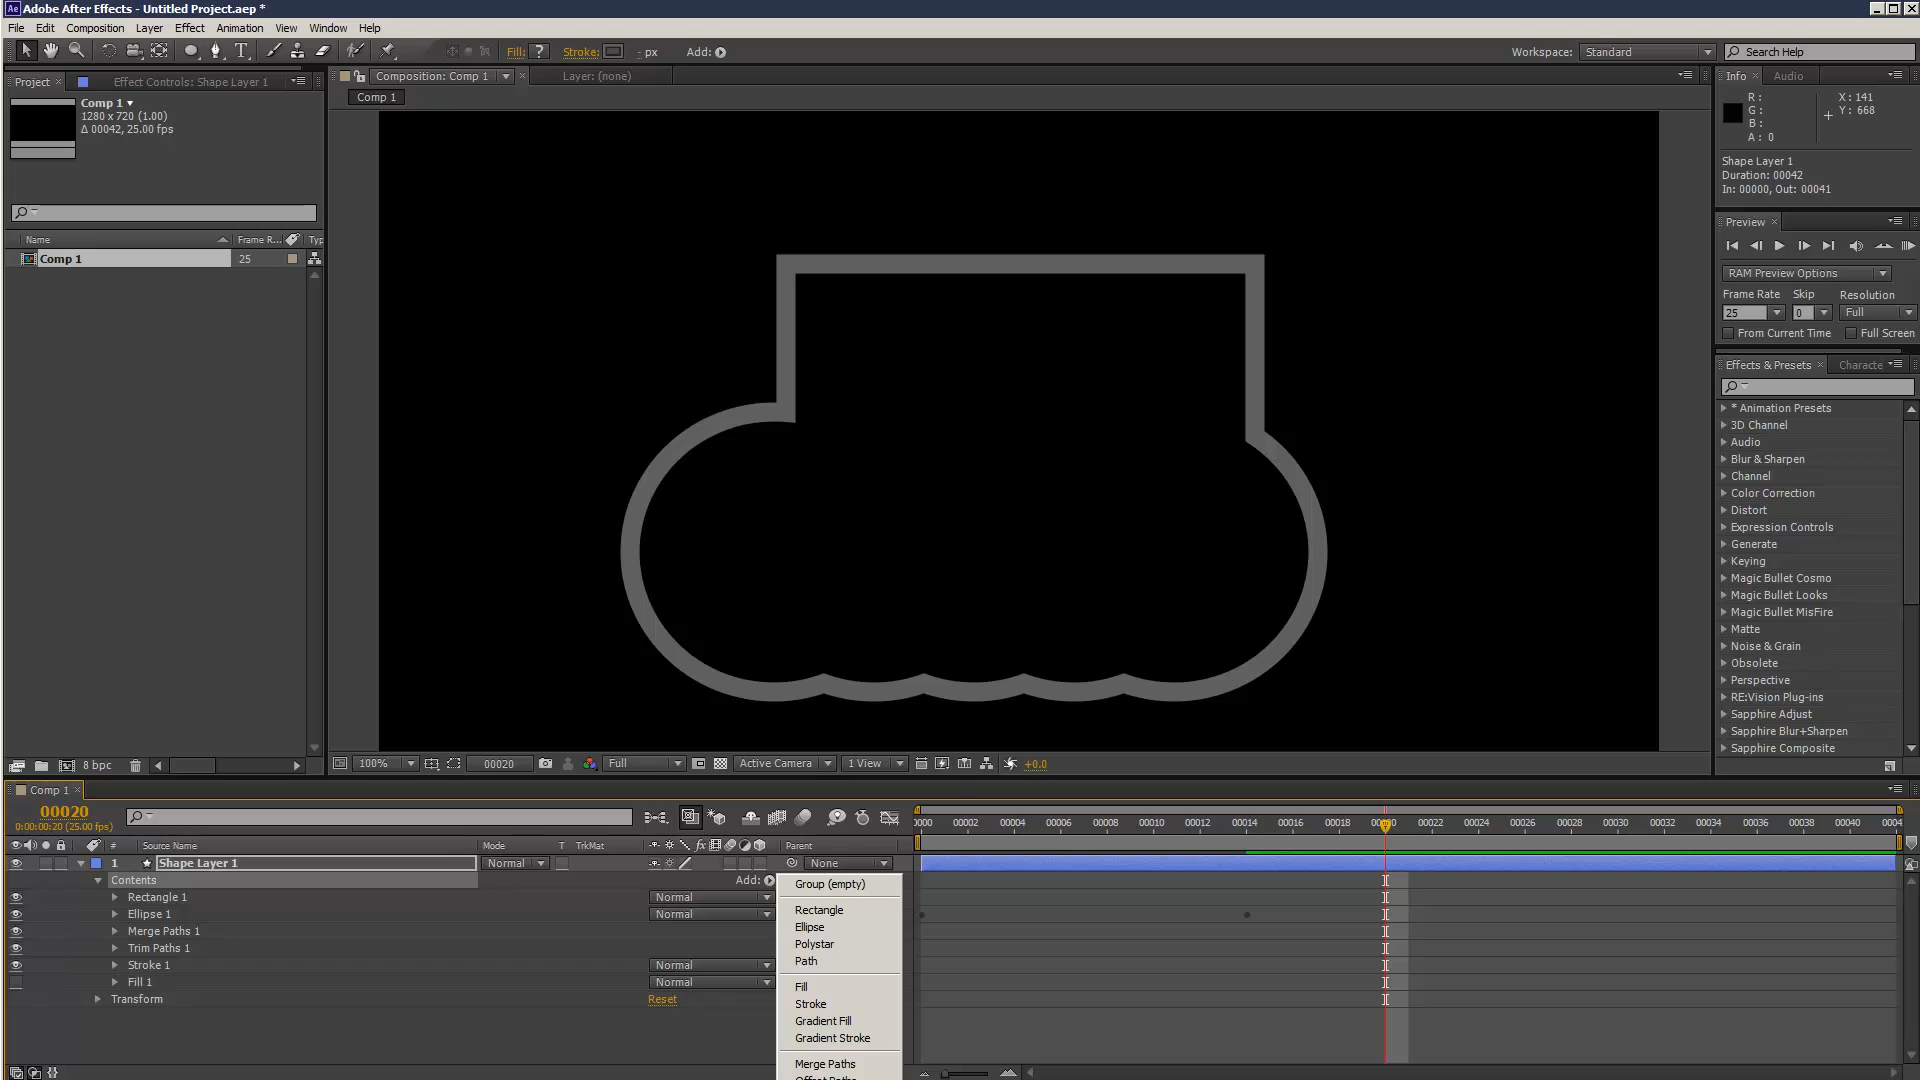 Adobe After Effects - Untitled Project.aep *
File Edit Composition Layer Effect Animation View Window Help
Fill: ? Stroke: - px Add:
Workspace: Standard
Search Help
Project
Effect Controls: Shape Layer 1
Composition: Comp 1
Layer: (none)
Comp 1
Comp 1
1280 x 720 (1.00)
Δ 00042, 25.00 fps
Name Frame R... Typ
Comp 1 25
8 bpc
100% 00020 Full Active Camera 1 View +0.0
Info Audio
R :
G :
B :
A : 0
X : 141
Y : 668
Shape Layer 1
Duration: 00042
In: 00000, Out: 00041
Preview
RAM Preview Options
Frame Rate Skip Resolution
25 0 Full
From Current Time Full Screen
Effects & Presets Characte
* Animation Presets
3D Channel
Audio
Blur & Sharpen
Channel
Color Correction
Distort
Expression Controls
Generate
Keying
Magic Bullet Cosmo
Magic Bullet Looks
Magic Bullet MisFire
Matte
Noise & Grain
Obsolete
Perspective
RE:Vision Plug-ins
Sapphire Adjust
Sapphire Blur+Sharpen
Sapphire Composite
Comp 1
00020
0:00:00:20 (25.00 fps)
# Source Name Mode T TrkMat Parent
0000 00002 00004 00006 00008 00010 00012 00014 00016 00018 00020 00022 00024 00026 00028 00030 00032 00034 00036 00038 00040 0004
1 Shape Layer 1 Normal None
Contents Add:
Rectangle 1 Normal
Ellipse 1 Normal
Merge Paths 1
Trim Paths 1
Stroke 1 Normal
Fill 1 Normal
Transform Reset
Group (empty)
Rectangle
Ellipse
Polystar
Path
Fill
Stroke
Gradient Fill
Gradient Stroke
Merge Paths